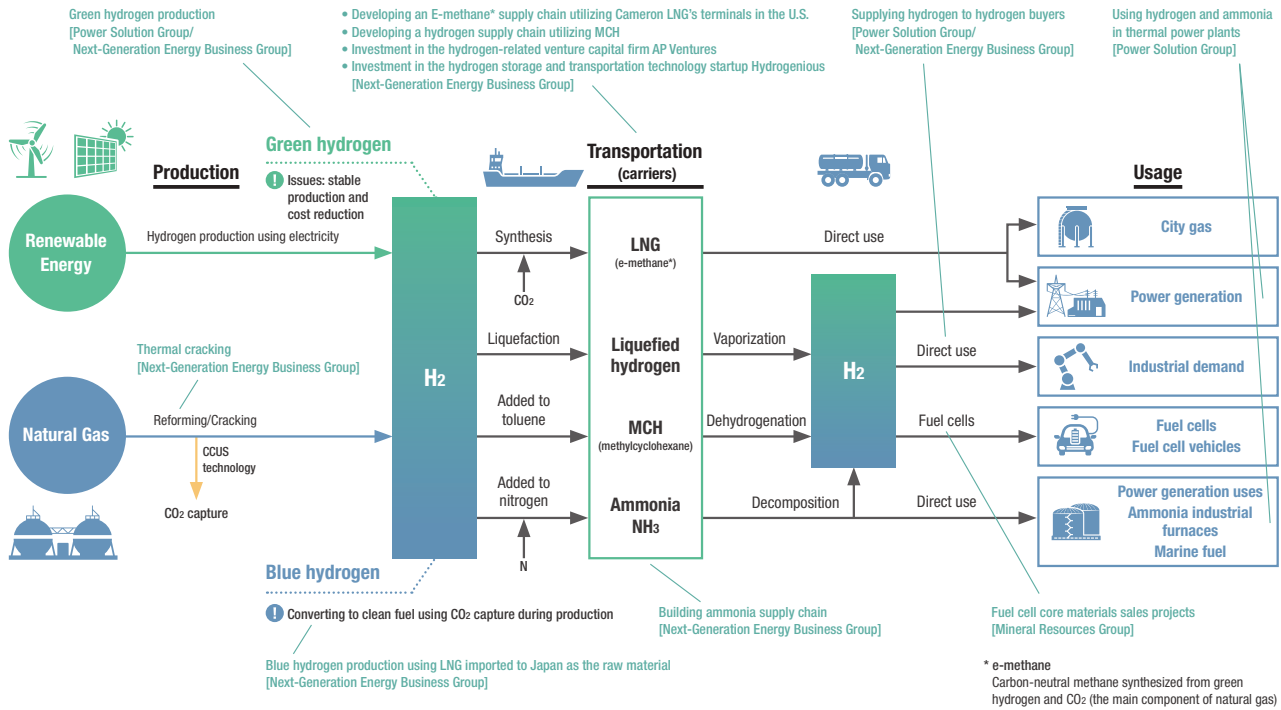 Green hydrogen production
[Power Solution Group/
Next-Generation Energy Business Group]
• Developing an E-methane* supply chain utilizing Cameron LNG's terminals in the U.S.
• Developing a hydrogen supply chain utilizing MCH
• Investment in the hydrogen-related venture capital firm AP Ventures
• Investment in the hydrogen storage and transportation technology startup Hydrogenious
[Next-Generation Energy Business Group]
Supplying hydrogen to hydrogen buyers
[Power Solution Group/
Next-Generation Energy Business Group]
Using hydrogen and ammonia
in thermal power plants
[Power Solution Group]
Production
Green hydrogen
! Issues: stable
production and
cost reduction
Transportation
(carriers)
Usage
Renewable
Energy
Hydrogen production using electricity
Synthesis
CO2
LNG
(e-methane*)
Direct use
City gas
Power generation
Thermal cracking
[Next-Generation Energy Business Group]
Liquefaction
Liquefied
hydrogen
Vaporization
Direct use
Industrial demand
H2
H2
Natural Gas
Reforming/Cracking
CCUS
technology
CO2 capture
Added to
toluene
MCH
(methylcyclohexane)
Dehydrogenation
Fuel cells
Fuel cells
Fuel cell vehicles
Added to
nitrogen
N
Ammonia
NH3
Decomposition
Direct use
Power generation uses
Ammonia industrial
furnaces
Marine fuel
Blue hydrogen
! Converting to clean fuel using CO2 capture during production
Blue hydrogen production using LNG imported to Japan as the raw material
[Next-Generation Energy Business Group]
Building ammonia supply chain
[Next-Generation Energy Business Group]
Fuel cell core materials sales projects
[Mineral Resources Group]
* e-methane
Carbon-neutral methane synthesized from green
hydrogen and CO2 (the main component of natural gas)